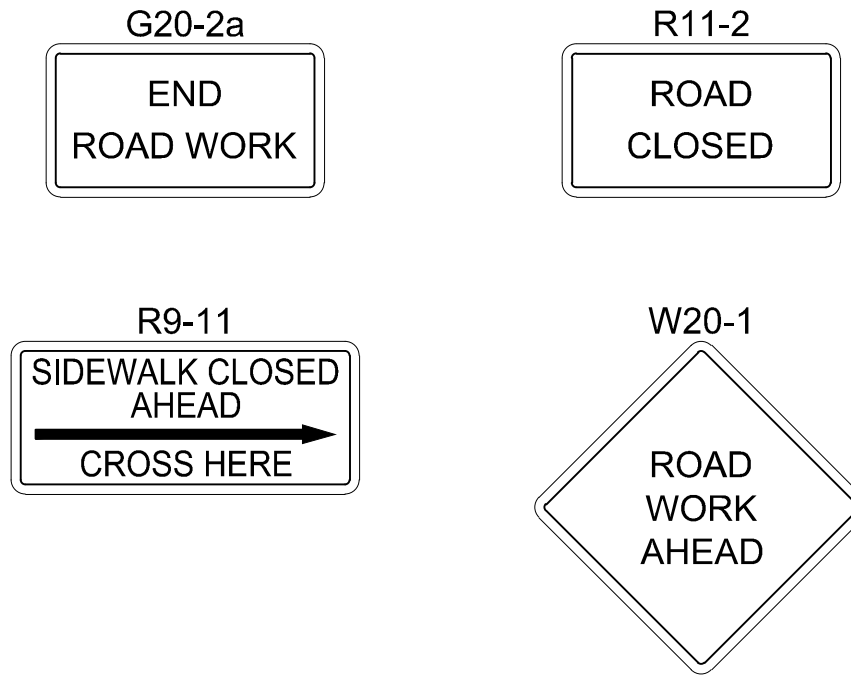 G20-2a
END
ROAD WORK
R11-2
ROAD
CLOSED
R9-11
SIDEWALK CLOSED
AHEAD
CROSS HERE
W20-1
ROAD
WORK
AHEAD